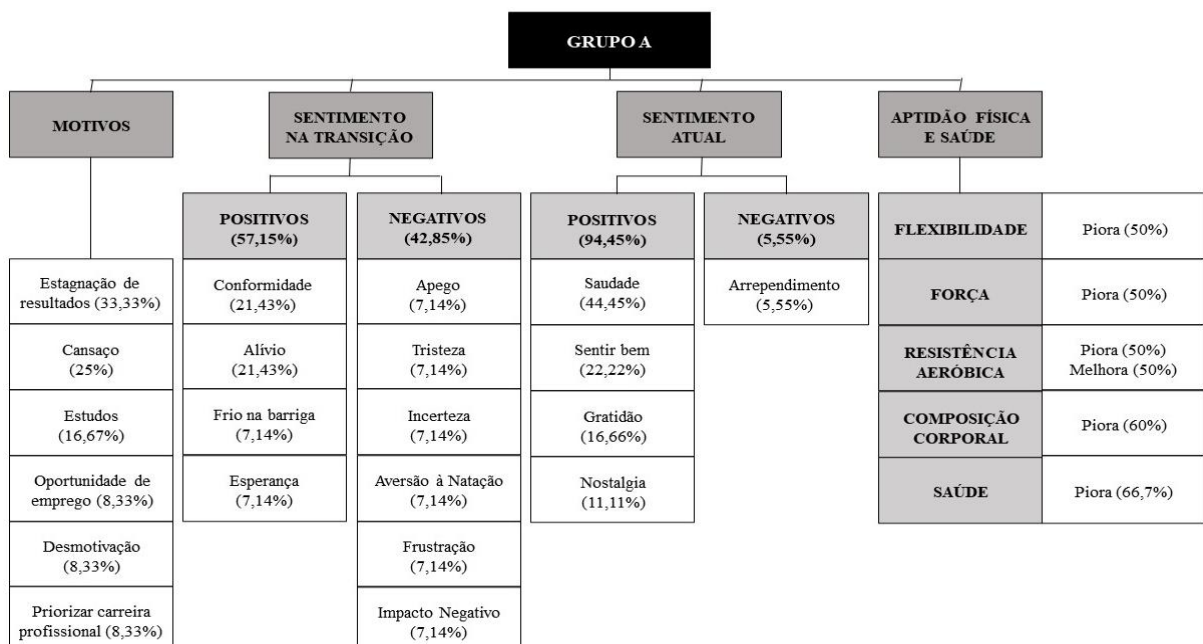 GRUPO A
MOTIVOS
SENTIMENTO
NA TRANSIÇÃO
SENTIMENTO
ATUAL
APTIDÃO FÍSICA
E SAÚDE
Estagnação de
resultados (33,33%)
Cansaço
(25%)
Estudos
(16,67%)
Oportunidade de
emprego (8,33%)
Desmotivação
(8,33%)
Priorizar carreira
profissional (8,33%)
POSITIVOS
(57,15%)
Conformidade
(21,43%)
Alívio
(21,43%)
Frio na barriga
(7,14%)
Esperança
(7,14%)
NEGATIVOS
(42,85%)
Apego
(7,14%)
Tristeza
(7,14%)
Incerteza
(7,14%)
Aversão à Natação
(7,14%)
Frustração
(7,14%)
Impacto Negativo
(7,14%)
POSITIVOS
(94,45%)
Saudade
(44,45%)
Sentir bem
(22,22%)
Gratidão
(16,66%)
Nostalgia
(11,11%)
NEGATIVOS
(5,55%)
Arrependimento
(5,55%)
FLEXIBILIDADE
Piora (50%)
FORÇA
Piora (50%)
RESISTÊNCIA
AERÓBICA
Piora (50%)
Melhora (50%)
COMPOSIÇÃO
CORPORAL
Piora (60%)
SAÚDE
Piora (66,7%)